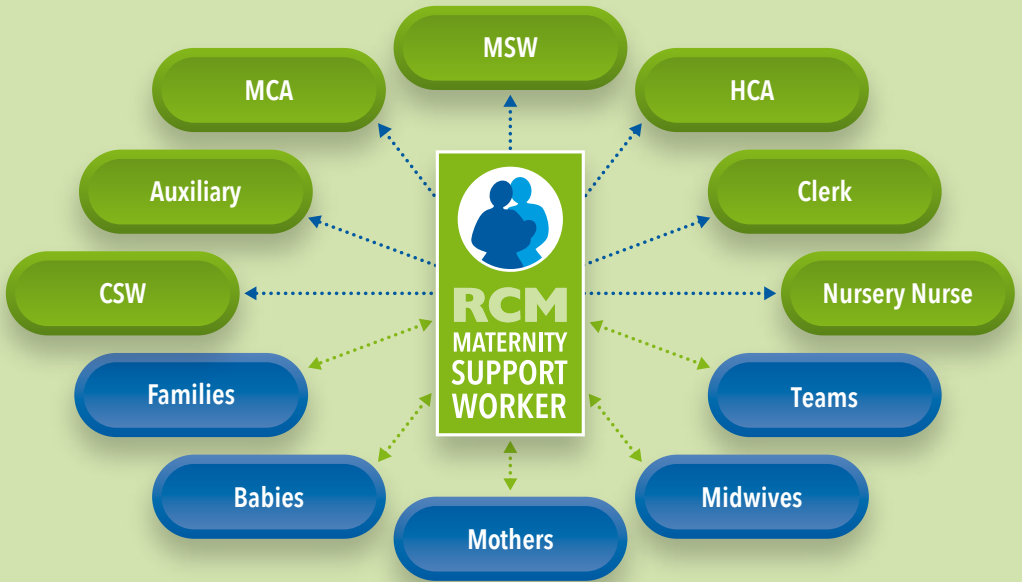 MSW
MCA
HCA
Auxiliary
Clerk
CSW
Nursery Nurse
RCM
MATERNITY
SUPPORT
WORKER
Families
Teams
Babies
Midwives
Mothers